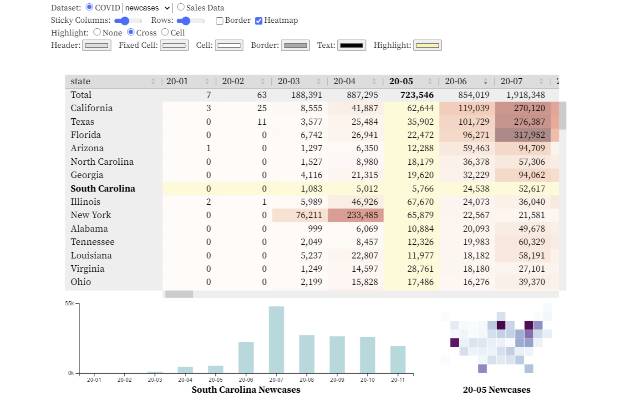 Dataset: COVID newcases Sales Data
Sticky Columns: Rows: Border Heatmap
Highlight: None Cross Cell
Header: Fixed Cell: Cell: Border: Text: Highlight:
state 20-01 20-02 20-03 20-04 20-05 20-06 20-07 2
Total 7 63 188,391 887,295 723,546 854,019 1,918,348
California 3 25 8,555 41,887 62,644 119,039 270,120
Texas 0 11 3,577 25,484 35,902 101,729 276,387
Florida 0 0 6,742 26,941 22,472 96,271 317,952
Arizona 1 0 1,297 6,350 12,288 59,463 94,709
North Carolina 0 0 1,527 8,980 18,179 36,378 57,306
Georgia 0 0 4,116 21,315 19,620 32,229 94,062
South Carolina 0 0 1,083 5,012 5,766 24,538 52,617
Illinois 2 1 5,989 46,926 67,670 24,073 36,040
New York 0 0 76,211 233,485 65,879 22,567 21,581
Alabama 0 0 999 6,069 10,884 20,093 49,678
Tennessee 0 0 2,049 8,457 12,326 19,983 60,329
Louisiana 0 0 5,237 22,807 11,977 18,182 58,191
Virginia 0 0 1,249 14,597 28,761 18,180 27,101
Ohio 0 0 2,199 15,828 17,486 16,276 39,370
55k
0k
20-01 20-02 20-03 20-04 20-05 20-06 20-07 20-08 20-09 20-10 20-11
South Carolina Newcases
20-05 Newcases